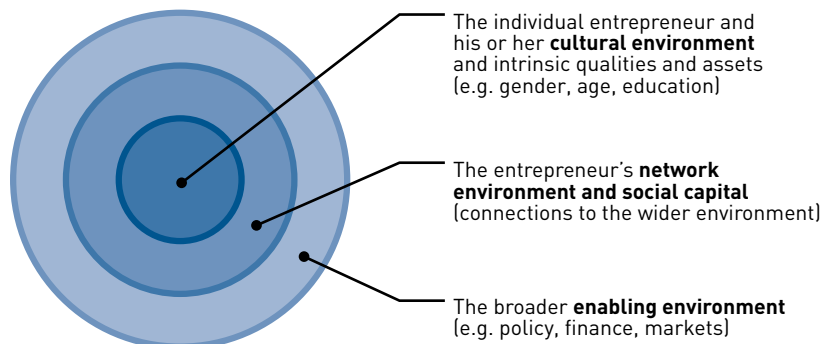 The individual entrepreneur and
his or her cultural environment
and intrinsic qualities and assets
(e.g. gender, age, education)
The entrepreneur’s network
environment and social capital
(connections to the wider environment)
The broader enabling environment
(e.g. policy, finance, markets)